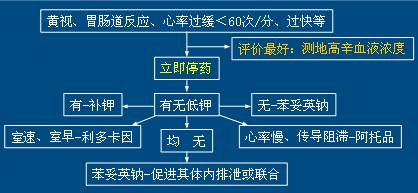 黄视、胃肠道反应、心率过缓＜60次/分、过快等
评价最好：测地高辛血液浓度
立即停药
有-补钾
有无低钾
无-苯妥英钠
室速、室早-利多卡因
均 无
心率慢、传导阻滞-阿托品
苯妥英钠-促进其体内排泄或联合